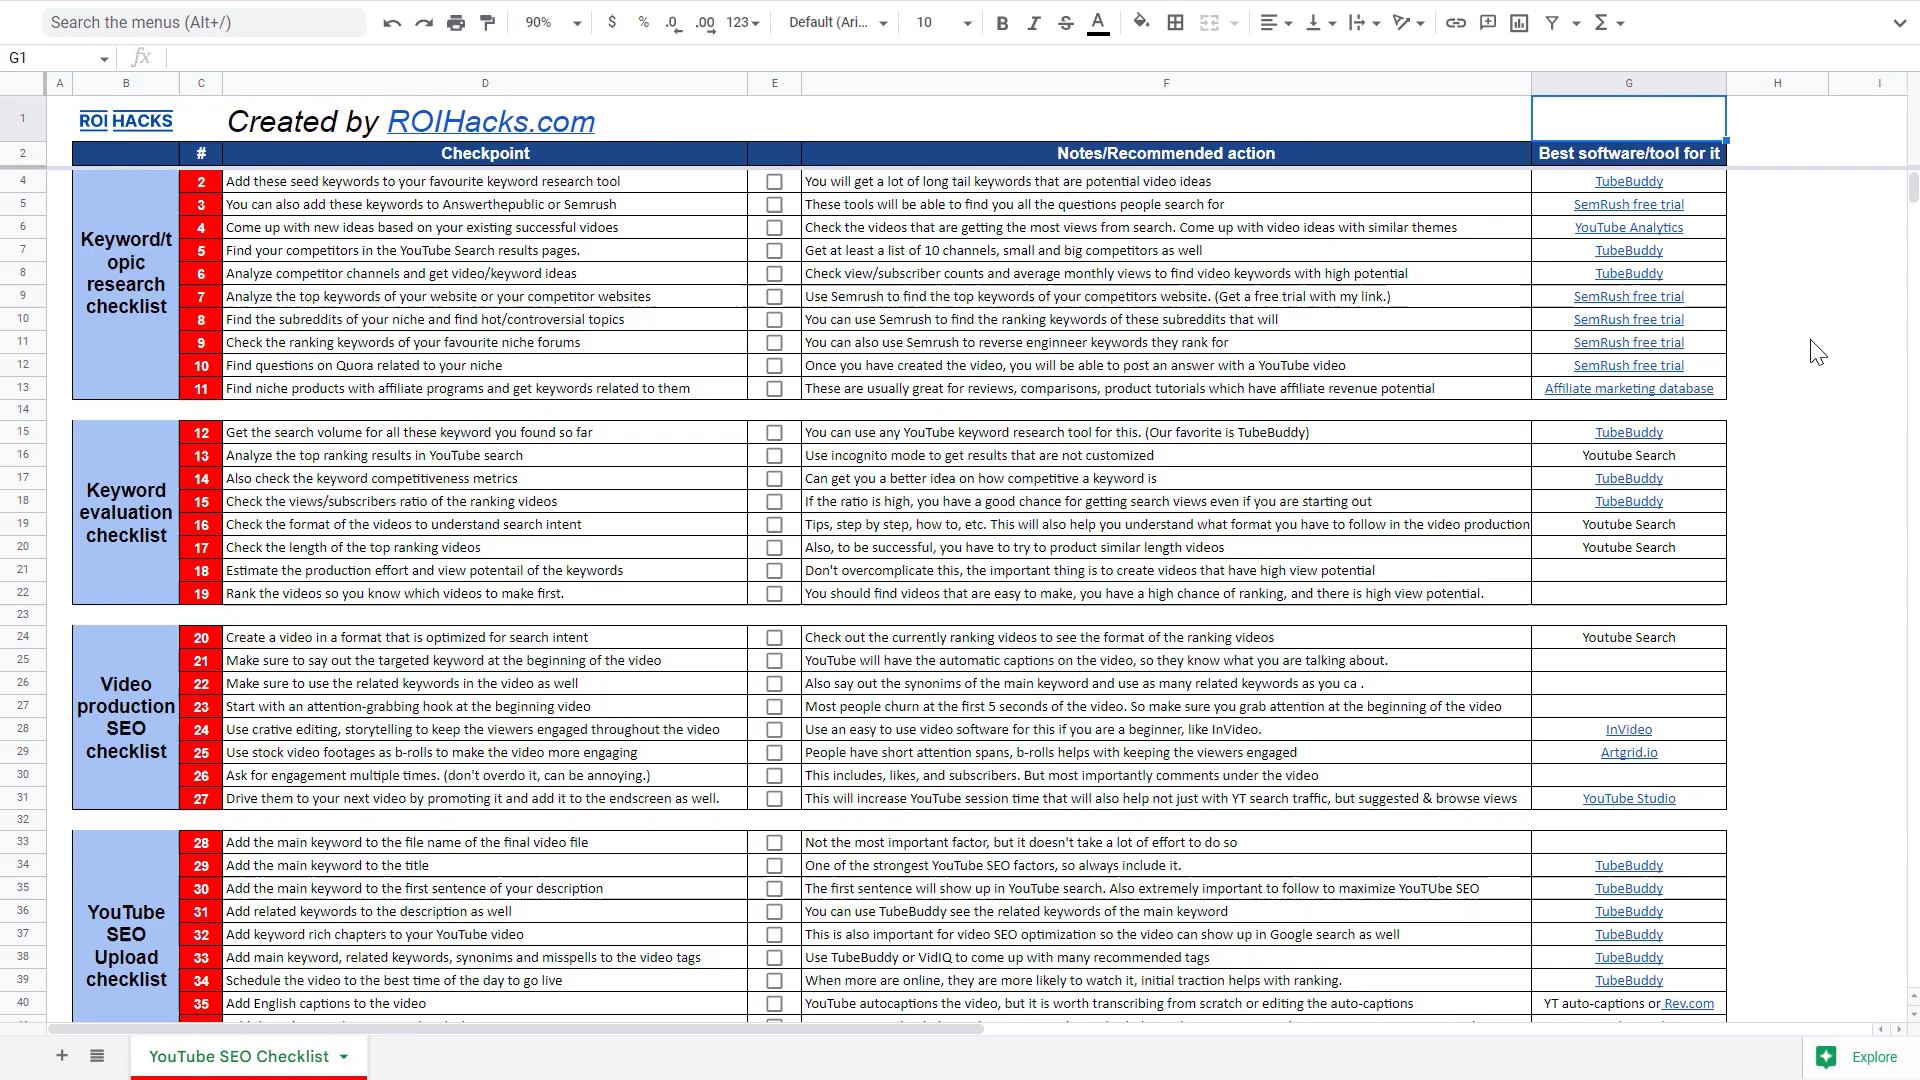 Search the menus (Alt+/)
90%
$ % .0 .00 123
Default (Ari...
10
B I S A
G1
fx
A B C D E F G H I
1 ROI HACKS Created by ROIHacks.com
2 # Checkpoint Notes/Recommended action Best software/tool for it
Keyword/t
opic
research
checklist
4 2 Add these seed keywords to your favourite keyword research tool You will get a lot of long tail keywords that are potential video ideas TubeBuddy
5 3 You can also add these keywords to Answerthepublic or Semrush These tools will be able to find you all the questions people search for SemRush free trial
6 4 Come up with new ideas based on your existing successful vidoes Check the videos that are getting the most views from search. Come up with video ideas with similar themes YouTube Analytics
7 5 Find your competitors in the YouTube Search results pages. Get at least a list of 10 channels, small and big competitors as well TubeBuddy
8 6 Analyze competitor channels and get video/keyword ideas Check view/subscriber counts and average monthly views to find video keywords with high potential TubeBuddy
9 7 Analyze the top keywords of your website or your competitor websites Use Semrush to find the top keywords of your competitors website. (Get a free trial with my link.) SemRush free trial
10 8 Find the subreddits of your niche and find hot/controversial topics You can use Semrush to find the ranking keywords of these subreddits that will SemRush free trial
11 9 Check the ranking keywords of your favourite niche forums You can also use Semrush to reverse enginneer keywords they rank for SemRush free trial
12 10 Find questions on Quora related to your niche Once you have created the video, you will be able to post an answer with a YouTube video SemRush free trial
13 11 Find niche products with affiliate programs and get keywords related to them These are usually great for reviews, comparisons, product tutorials which have affiliate revenue potential Affiliate marketing database
14
Keyword
evaluation
checklist
15 12 Get the search volume for all these keyword you found so far You can use any YouTube keyword research tool for this. (Our favorite is TubeBuddy) TubeBuddy
16 13 Analyze the top ranking results in YouTube search Use incognito mode to get results that are not customized Youtube Search
17 14 Also check the keyword competitiveness metrics Can get you a better idea on how competitive a keyword is TubeBuddy
18 15 Check the views/subscribers ratio of the ranking videos If the ratio is high, you have a good chance for getting search views even if you are starting out TubeBuddy
19 16 Check the format of the videos to understand search intent Tips, step by step, how to, etc. This will also help you understand what format you have to follow in the video production Youtube Search
20 17 Check the length of the top ranking videos Also, to be successful, you have to try to product similar length videos Youtube Search
21 18 Estimate the production effort and view potentail of the keywords Don't overcomplicate this, the important thing is to create videos that have high view potential
22 19 Rank the videos so you know which videos to make first. You should find videos that are easy to make, you have a high chance of ranking, and there is high view potential.
23
Video
production
SEO
checklist
24 20 Create a video in a format that is optimized for search intent Check out the currently ranking videos to see the format of the ranking videos Youtube Search
25 21 Make sure to say out the targeted keyword at the beginning of the video YouTube will have the automatic captions on the video, so they know what you are talking about.
26 22 Make sure to use the related keywords in the video as well Also say out the synonims of the main keyword and use as many related keywords as you ca .
27 23 Start with an attention-grabbing hook at the beginning video Most people churn at the first 5 seconds of the video. So make sure you grab attention at the beginning of the video
28 24 Use crative editing, storytelling to keep the viewers engaged throughout the video Use an easy to use video software for this if you are a beginner, like InVideo. InVideo
29 25 Use stock video footages as b-rolls to make the video more engaging People have short attention spans, b-rolls helps with keeping the viewers engaged Artgrid.io
30 26 Ask for engagement multiple times. (don't overdo it, can be annoying.) This includes, likes, and subscribers. But most importantly comments under the video
31 27 Drive them to your next video by promoting it and add it to the endscreen as well. This will increase YouTube session time that will also help not just with YT search traffic, but suggested & browse views YouTube Studio
32
YouTube
SEO
Upload
checklist
33 28 Add the main keyword to the file name of the final video file Not the most important factor, but it doesn't take a lot of effort to do so
34 29 Add the main keyword to the title One of the strongest YouTube SEO factors, so always include it. TubeBuddy
35 30 Add the main keyword to the first sentence of your description The first sentence will show up in YouTube search. Also extremely important to follow to maximize YouTube SEO TubeBuddy
36 31 Add related keywords to the description as well You can use TubeBuddy see the related keywords of the main keyword TubeBuddy
37 32 Add keyword rich chapters to your YouTube video This is also important for video SEO optimization so the video can show up in Google search as well TubeBuddy
38 33 Add main keyword, related keywords, synonims and misspells to the video tags Use TubeBuddy or VidIQ to come up with many recommended tags TubeBuddy
39 34 Schedule the video to the best time of the day to go live When more are online, they are more likely to watch it, initial traction helps with ranking. TubeBuddy
40 35 Add English captions to the video YouTube autocaptions the video, but it is worth transcribing from scratch or editing the auto-captions YT auto-captions or Rev.com
YouTube SEO Checklist
Explore